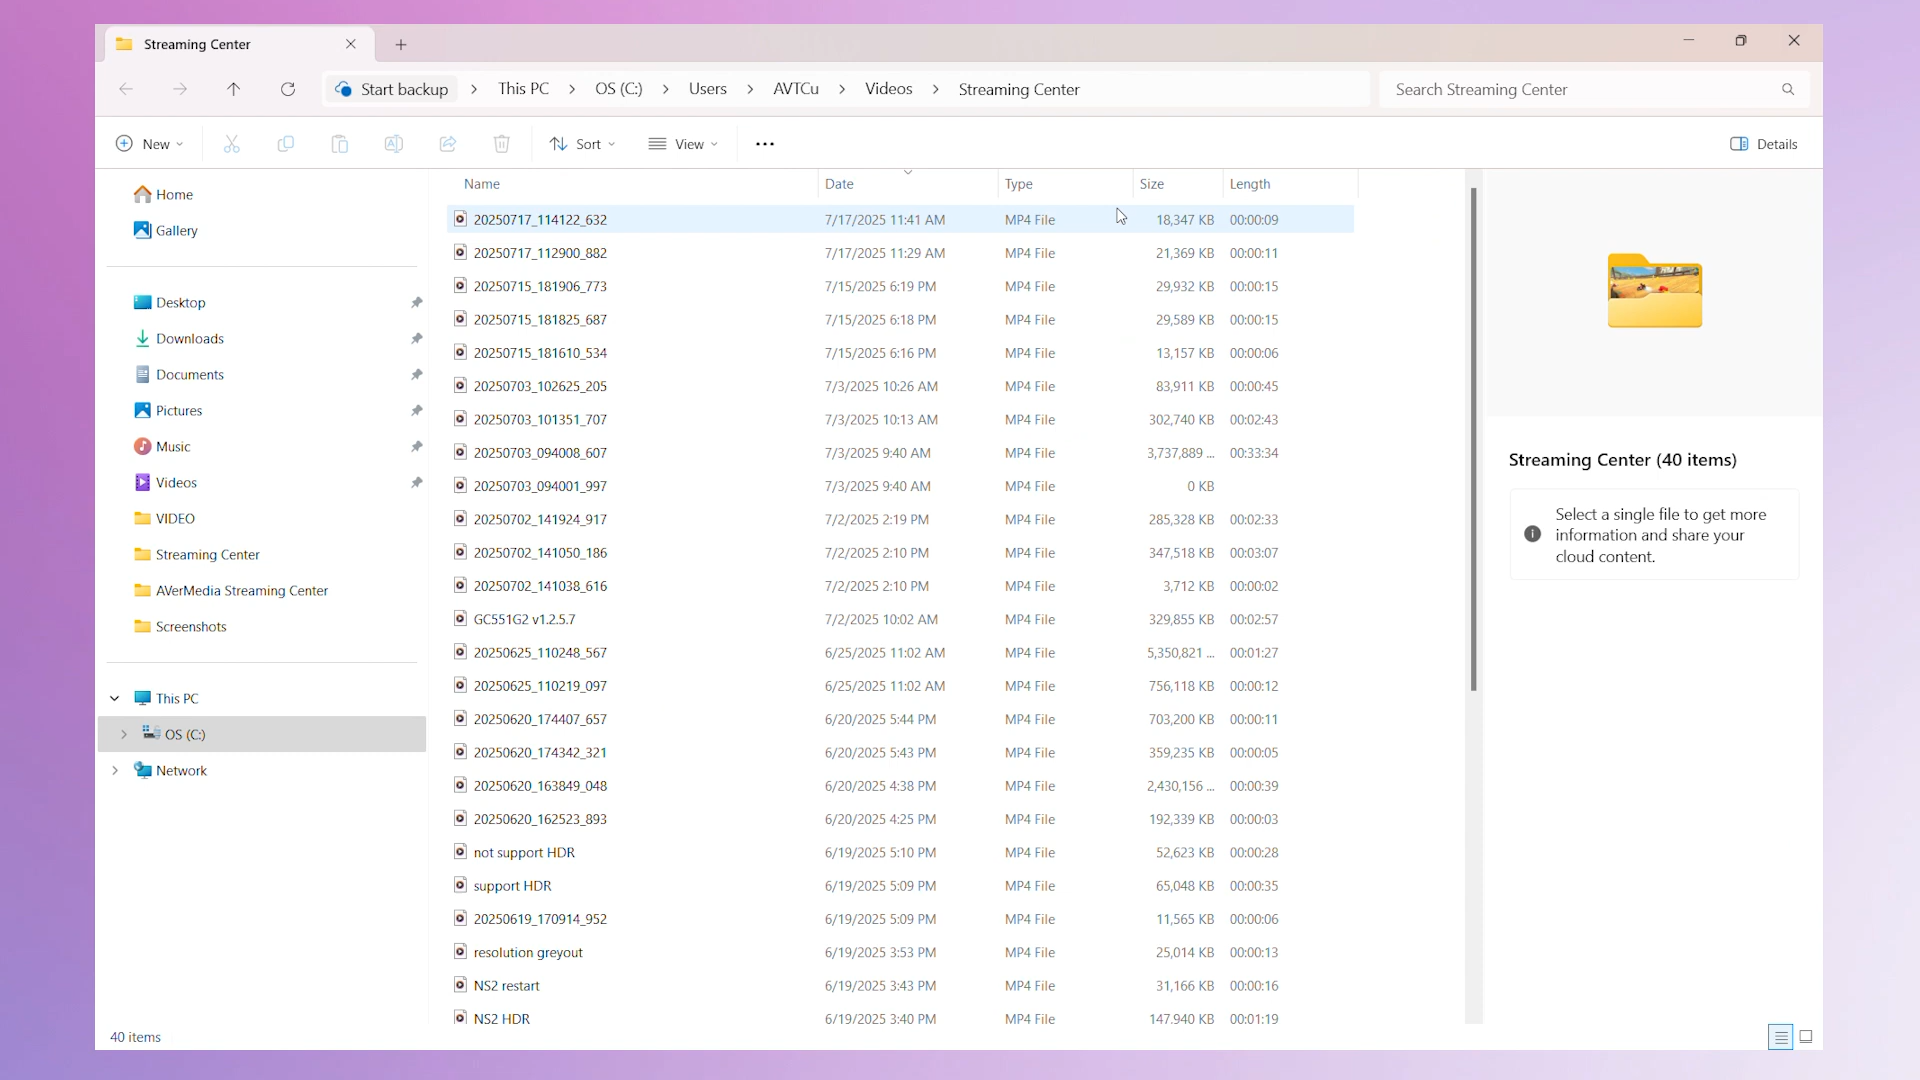 Streaming Center
Start backup > This PC > OS (C:) > Users > AVTCu > Videos > Streaming Center
Search Streaming Center
New
Sort
View
Details
Home
Gallery
Desktop
Downloads
Documents
Pictures
Music
Videos
VIDEO
Streaming Center
AVerMedia Streaming Center
Screenshots
This PC
OS (C:)
Network
Name Date Type Size Length
20250717_114122_632 7/17/2025 11:41 AM MP4 File 18,347 KB 00:00:09
20250717_112900_882 7/17/2025 11:29 AM MP4 File 21,369 KB 00:00:11
20250715_181906_773 7/15/2025 6:19 PM MP4 File 29,932 KB 00:00:15
20250715_181825_687 7/15/2025 6:18 PM MP4 File 29,589 KB 00:00:15
20250715_181610_534 7/15/2025 6:16 PM MP4 File 13,157 KB 00:00:06
20250703_102625_205 7/3/2025 10:26 AM MP4 File 83,911 KB 00:00:45
20250703_101351_707 7/3/2025 10:13 AM MP4 File 302,740 KB 00:02:43
20250703_094008_607 7/3/2025 9:40 AM MP4 File 3,737,889 ... 00:33:34
20250703_094001_997 7/3/2025 9:40 AM MP4 File 0 KB
20250702_141924_917 7/2/2025 2:19 PM MP4 File 285,328 KB 00:02:33
20250702_141050_186 7/2/2025 2:10 PM MP4 File 347,518 KB 00:03:07
20250702_141038_616 7/2/2025 2:10 PM MP4 File 3,712 KB 00:00:02
GC551G2 v1.2.5.7 7/2/2025 10:02 AM MP4 File 329,855 KB 00:02:57
20250625_110248_567 6/25/2025 11:02 AM MP4 File 5,350,821 ... 00:01:27
20250625_110219_097 6/25/2025 11:02 AM MP4 File 756,118 KB 00:00:12
20250620_174407_657 6/20/2025 5:44 PM MP4 File 703,200 KB 00:00:11
20250620_174342_321 6/20/2025 5:43 PM MP4 File 359,235 KB 00:00:05
20250620_163849_048 6/20/2025 4:38 PM MP4 File 2,430,156 ... 00:00:39
20250620_162523_893 6/20/2025 4:25 PM MP4 File 192,339 KB 00:00:03
not support HDR 6/19/2025 5:10 PM MP4 File 52,623 KB 00:00:28
support HDR 6/19/2025 5:09 PM MP4 File 65,048 KB 00:00:35
20250619_170914_952 6/19/2025 5:09 PM MP4 File 11,565 KB 00:00:06
resolution greyout 6/19/2025 3:53 PM MP4 File 25,014 KB 00:00:13
NS2 restart 6/19/2025 3:43 PM MP4 File 31,166 KB 00:00:16
NS2 HDR 6/19/2025 3:40 PM MP4 File 147,940 KB 00:01:19
Streaming Center (40 items)
Select a single file to get more
information and share your
cloud content.
40 items